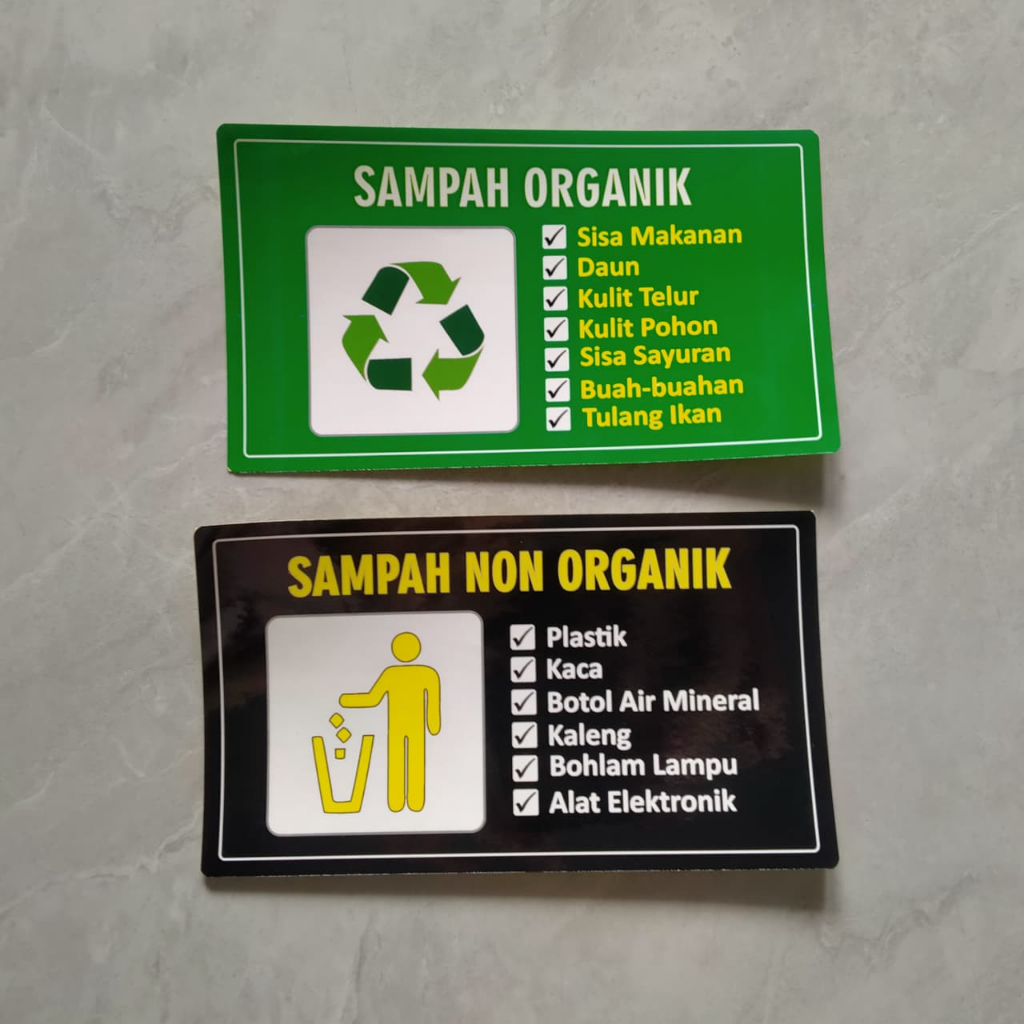 SAMPAH ORGANIK
Sisa Makanan
Daun
Kulit Telur
Kulit Pohon
Sisa Sayuran
Buah-buahan
Tulang Ikan
SAMPAH NON ORGANIK
Plastik
Kaca
Botol Air Mineral
Kaleng
Bohlam Lampu
Alat Elektronik